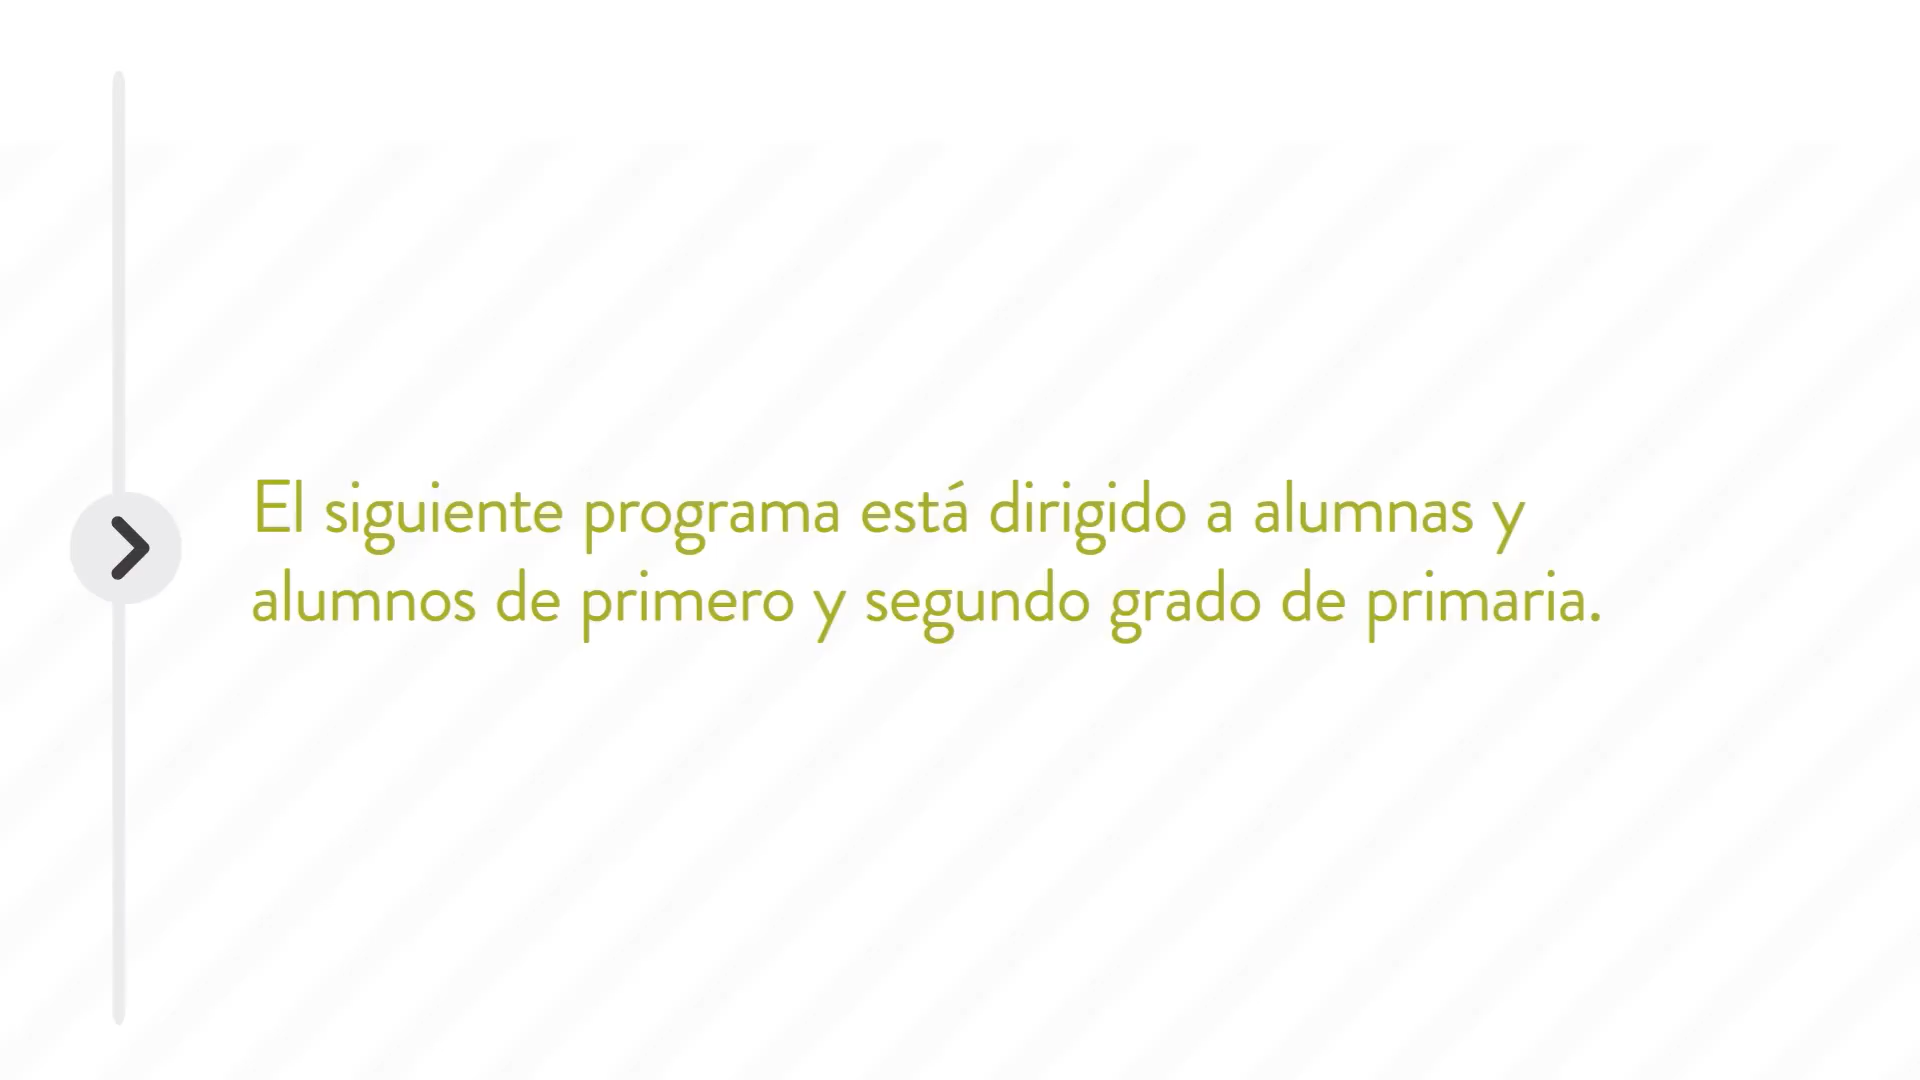 El siguiente programa está dirigido a alumnas y
alumnos de primero y segundo grado de primaria.